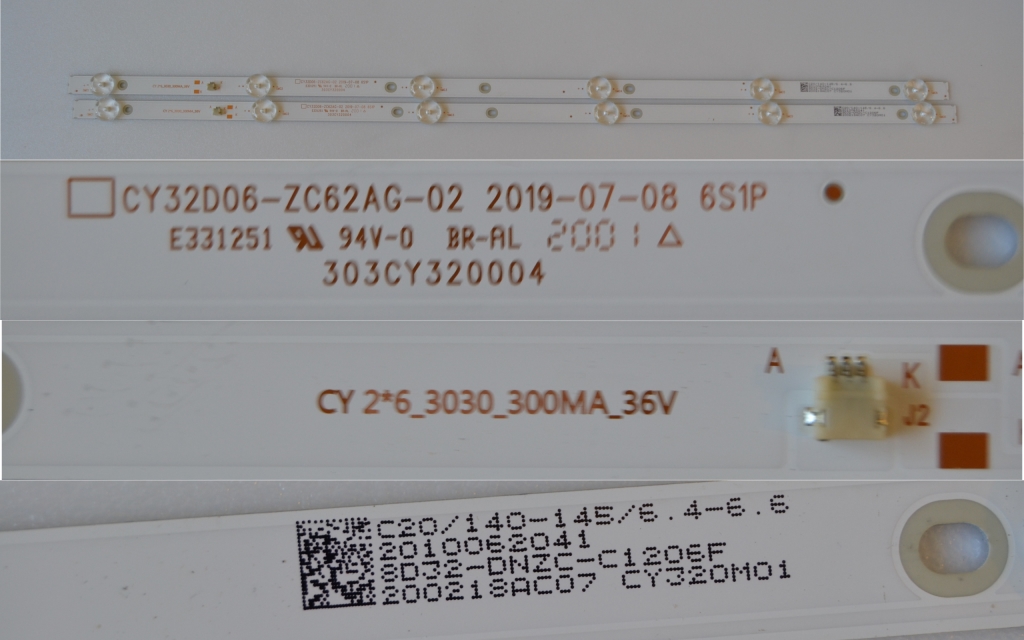 CY32D06-ZC62AG-02 2019-07-08 6S1P
E331251 94V-0 BR-AL 2001
303CY320004
A
K
CY 2*6_3030_300MA_36V
J2
C20/140-145/6.4-6.6
2010062041
8D32-DNZC-C1206F
200218AC07 CY320M01